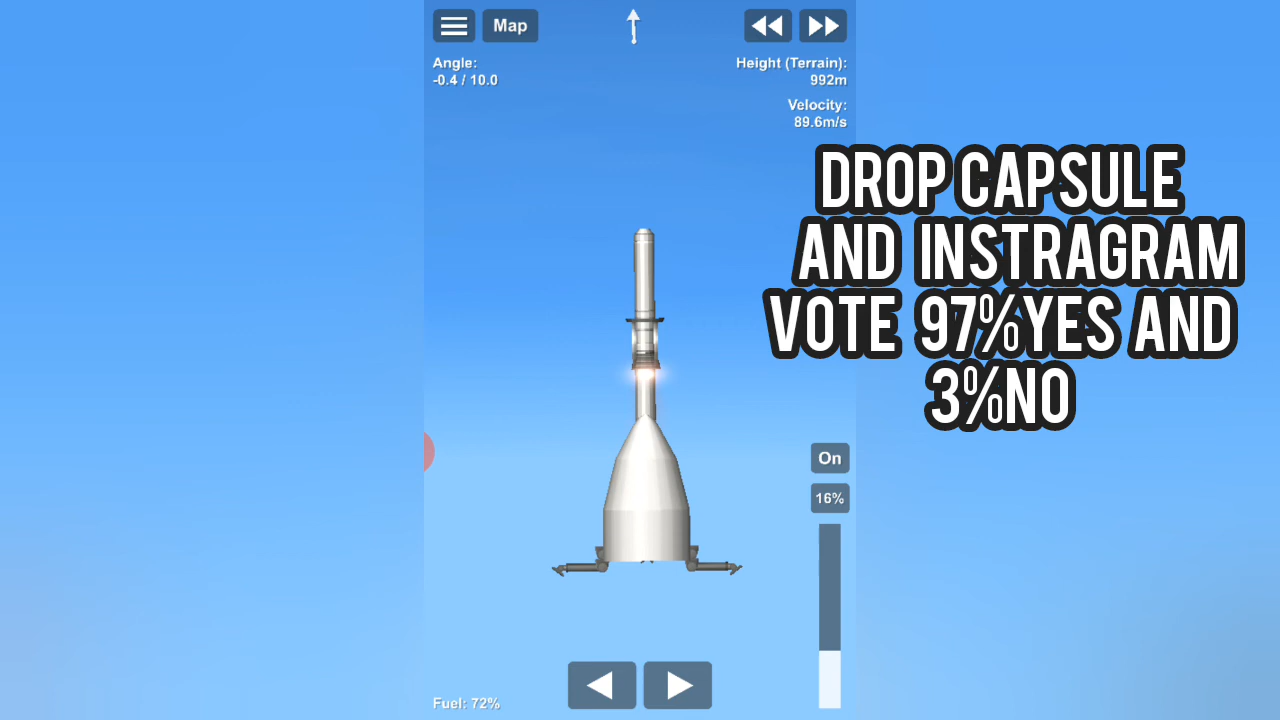 Map
Angle:
-0.4 / 10.0
Height (Terrain):
992m
Velocity:
89.6m/s
DROP CAPSULE
AND INSTRAGRAM
VOTE 97%YES AND
3%NO
On
16%
Fuel: 72%